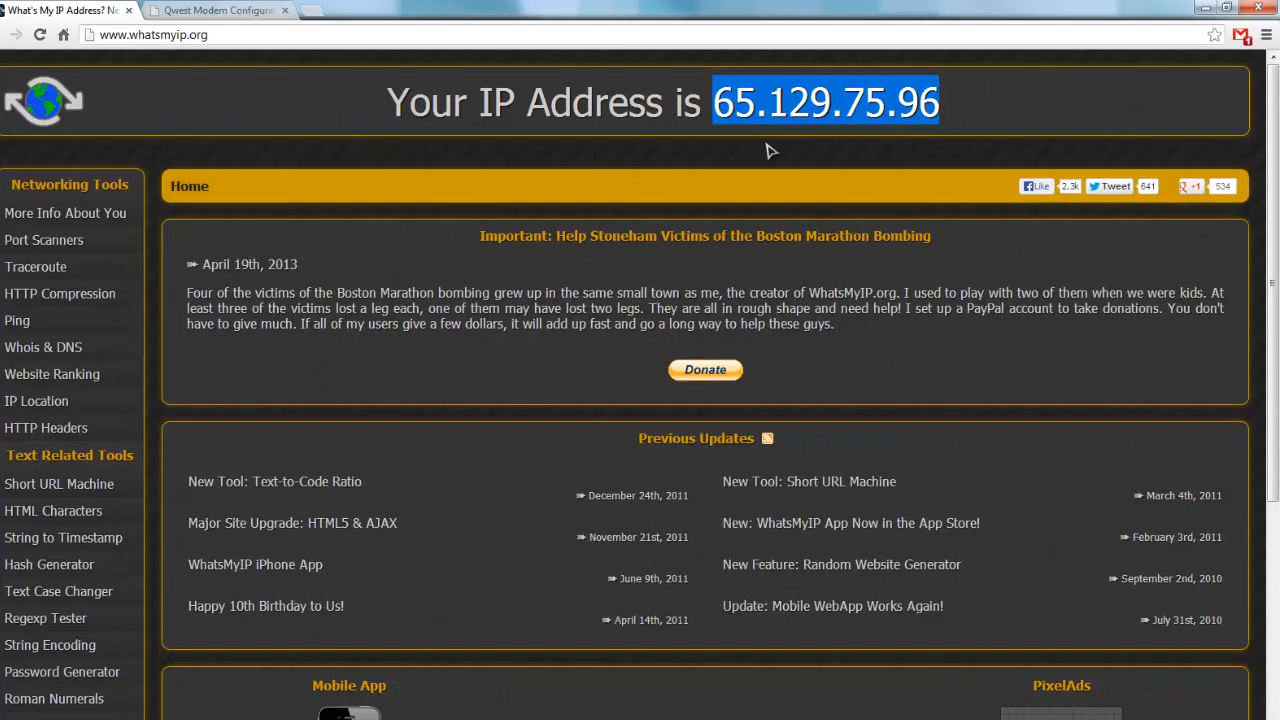 What's My IP Address? Ne
Qwest Modem Configurat
www.whatsmyip.org
1
Your IP Address is 65.129.75.96
Networking Tools
More Info About You
Port Scanners
Traceroute
HTTP Compression
Ping
Whois & DNS
Website Ranking
IP Location
HTTP Headers
Text Related Tools
Short URL Machine
HTML Characters
String to Timestamp
Hash Generator
Text Case Changer
Regexp Tester
String Encoding
Password Generator
Roman Numerals
Home
Like 2.3k Tweet 641 +1 534
Important: Help Stoneham Victims of the Boston Marathon Bombing
April 19th, 2013
Four of the victims of the Boston Marathon bombing grew up in the same small town as me, the creator of WhatsMyIP.org. I used to play with two of them when we were kids. At
least three of the victims lost a leg each, one of them may have lost two legs. They are all in rough shape and need help! I set up a PayPal account to take donations. You don't
have to give much. If all of my users give a few dollars, it will add up fast and go a long way to help these guys.
Donate
Previous Updates
New Tool: Text-to-Code Ratio
December 24th, 2011
Major Site Upgrade: HTML5 & AJAX
November 21st, 2011
WhatsMyIP iPhone App
June 9th, 2011
Happy 10th Birthday to Us!
April 14th, 2011
New Tool: Short URL Machine
March 4th, 2011
New: WhatsMyIP App Now in the App Store!
February 3rd, 2011
New Feature: Random Website Generator
September 2nd, 2010
Update: Mobile WebApp Works Again!
July 31st, 2010
Mobile App
PixelAds